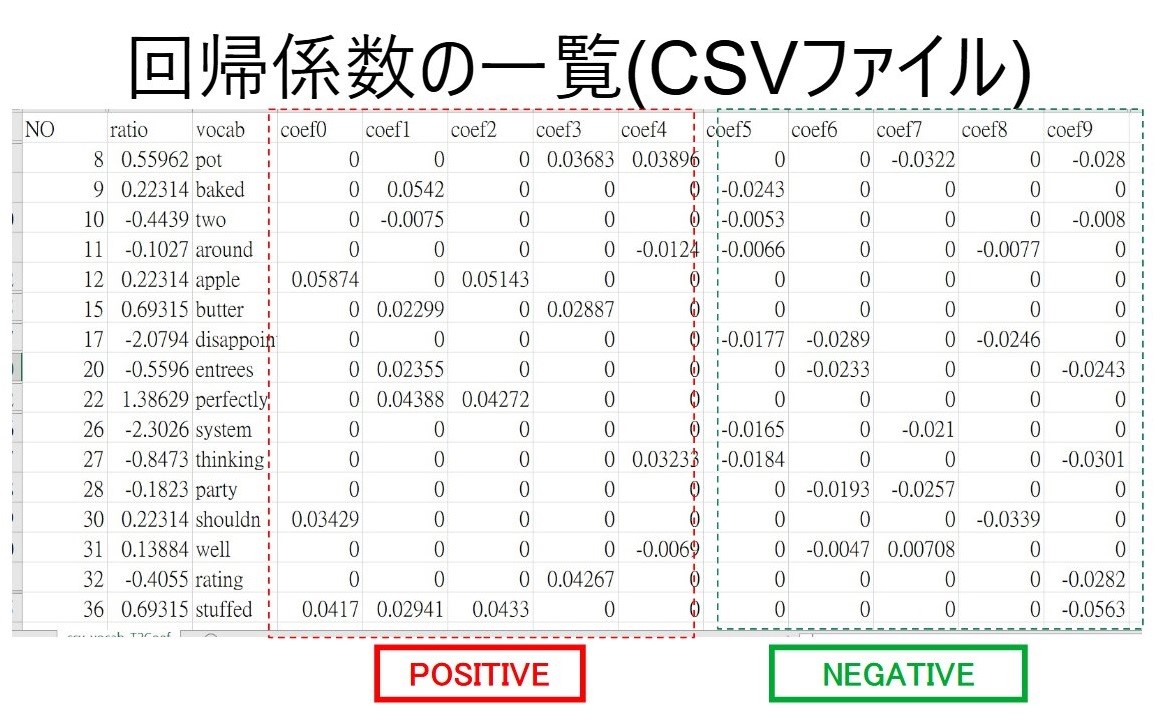 回帰係数の一覧(CSVファイル)
NO ratio vocab coef0 coef1 coef2 coef3 coef4 coef5 coef6 coef7 coef8 coef9
8 0.55962 pot 0 0 0 0.03683 0.03896 0 0 -0.0322 0 -0.028
9 0.22314 baked 0 0.0542 0 0 0 -0.0243 0 0 0 0
10 -0.4439 two 0 -0.0075 0 0 0 -0.0053 0 0 0 -0.008
11 -0.1027 around 0 0 0 0 -0.0124 -0.0066 0 0 -0.0077 0
12 0.22314 apple 0.05874 0 0.05143 0 0 0 0 0 0 0
15 0.69315 butter 0 0.02299 0 0.02887 0 0 0 0 0 0
17 -2.0794 disappoin 0 0 0 0 0 -0.0177 -0.0289 0 -0.0246 0
20 -0.5596 entrees 0 0.02355 0 0 0 0 -0.0233 0 0 -0.0243
22 1.38629 perfectly 0 0.04388 0.04272 0 0 0 0 0 0 0
26 -2.3026 system 0 0 0 0 0 -0.0165 0 -0.021 0 0
27 -0.8473 thinking 0 0 0 0 0.03233 -0.0184 0 0 0 -0.0301
28 -0.1823 party 0 0 0 0 0 0 -0.0193 -0.0257 0 0
30 0.22314 shouldn 0.03429 0 0 0 0 0 0 0 -0.0339 0
31 0.13884 well 0 0 0 0 -0.0069 0 -0.0047 0.00708 0 0
32 -0.4055 rating 0 0 0 0.04267 0 0 0 0 0 -0.0282
36 0.69315 stuffed 0.0417 0.02941 0.0433 0 0 0 0 0 0 -0.0563
POSITIVE NEGATIVE